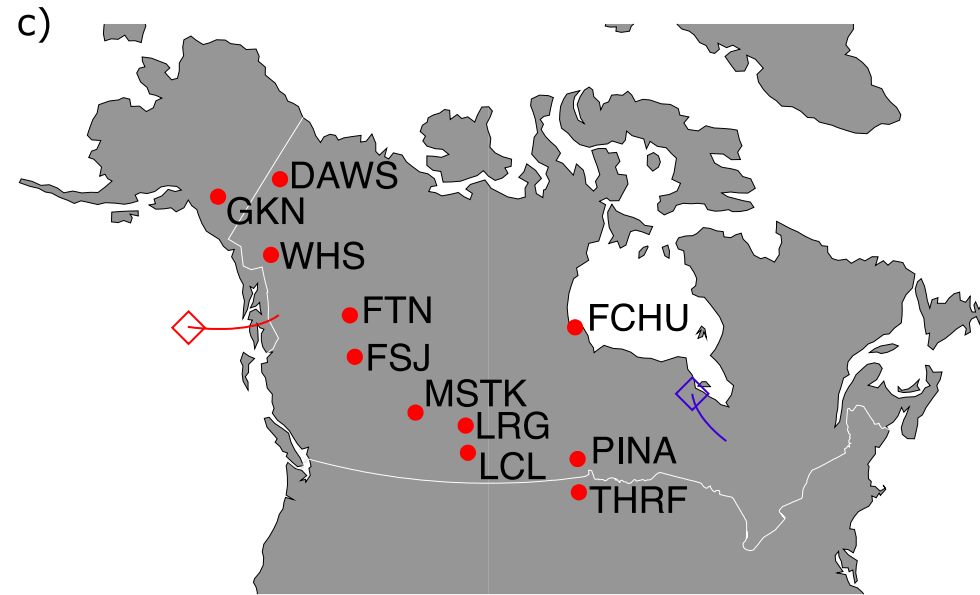 c)
DAWS
GKN
WHS
FTN
FCHU
FSJ
MSTK
LRG
PINA
LCL
THRF